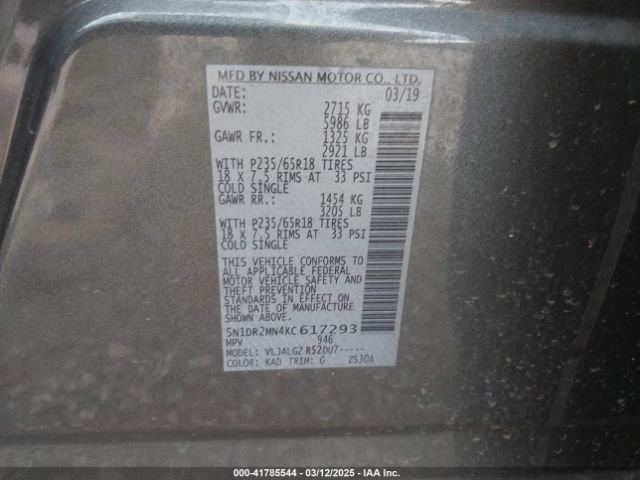 MFD BY NISSAN MOTOR CO., LTD.
DATE: 03/19
GVWR: 2715 KG
5986 LB
GAWR FR.: 1325 KG
2921 LB
WITH P235/65R18 TIRES
18 X 7.5 RIMS AT 33 PSI
COLD SINGLE
GAWR RR.: 1454 KG
3205 LB
WITH P235/65R18 TIRES
18 X 7.5 RIMS AT 33 PSI
COLD SINGLE
THIS VEHICLE CONFORMS TO
ALL APPLICABLE FEDERAL
MOTOR VEHICLE SAFETY AND
THEFT PREVENTION
STANDARDS IN EFFECT ON
THE DATE OF MANUFACTURE
SHOWN ABOVE.
5N1DR2MN4KC617293
MPV 946
MODEL: VLJALGZ R52DU7-----
COLOR: KAD TRIM: G ZS30A
000-41785544 / 03/12/2025 / IAA Inc.